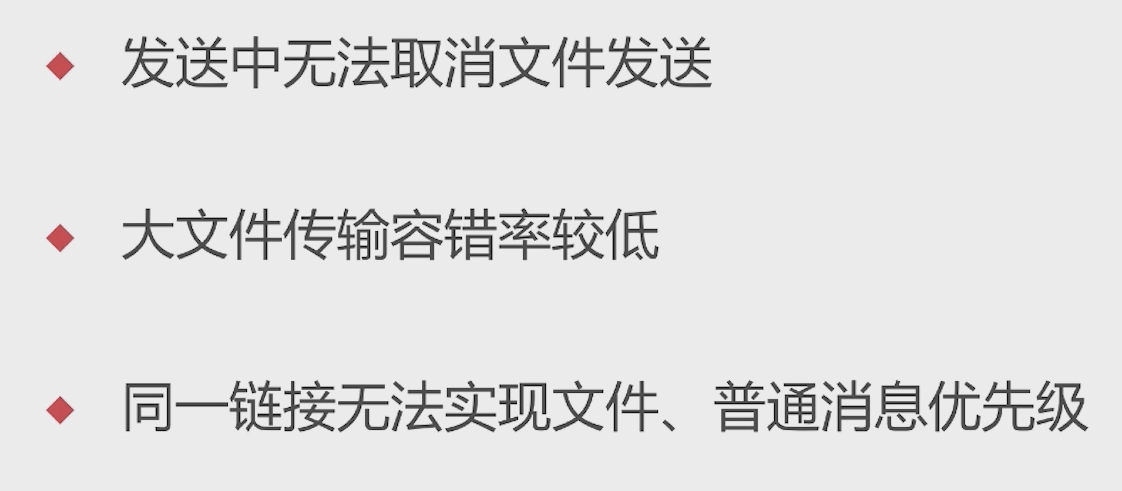 发送中无法取消文件发送
大文件传输容错率较低
同一链接无法实现文件、普通消息优先级